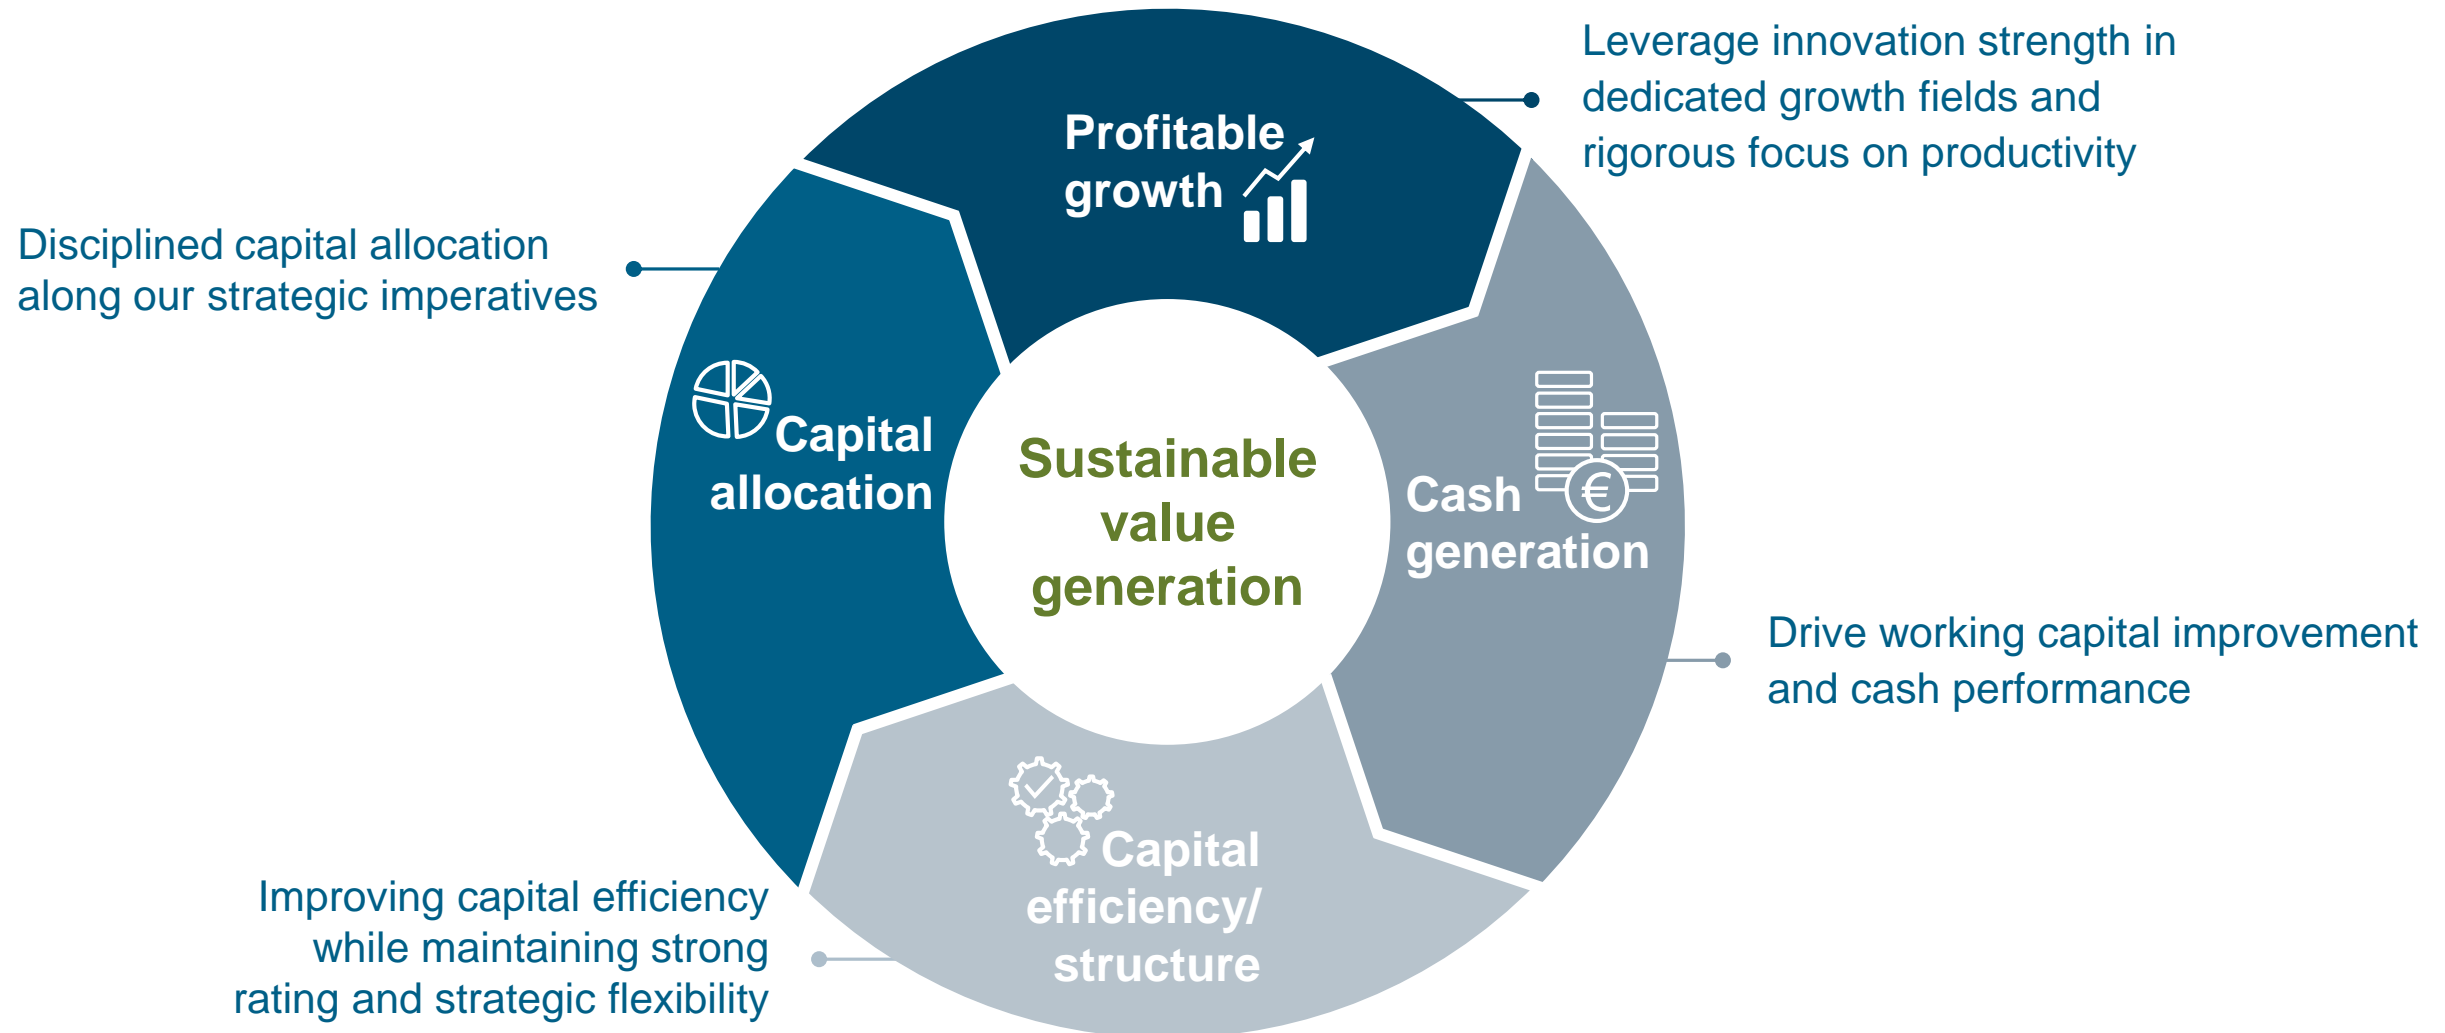 Leverage innovation strength in
dedicated growth fields and
rigorous focus on productivity
Profitable
growth
Disciplined capital allocation
along our strategic imperatives
Capital
allocation
Sustainable
value
generation
€
Cash
generation
Drive working capital improvement
and cash performance
Capital
efficiency/
structure
Improving capital efficiency
while maintaining strong
rating and strategic flexibility